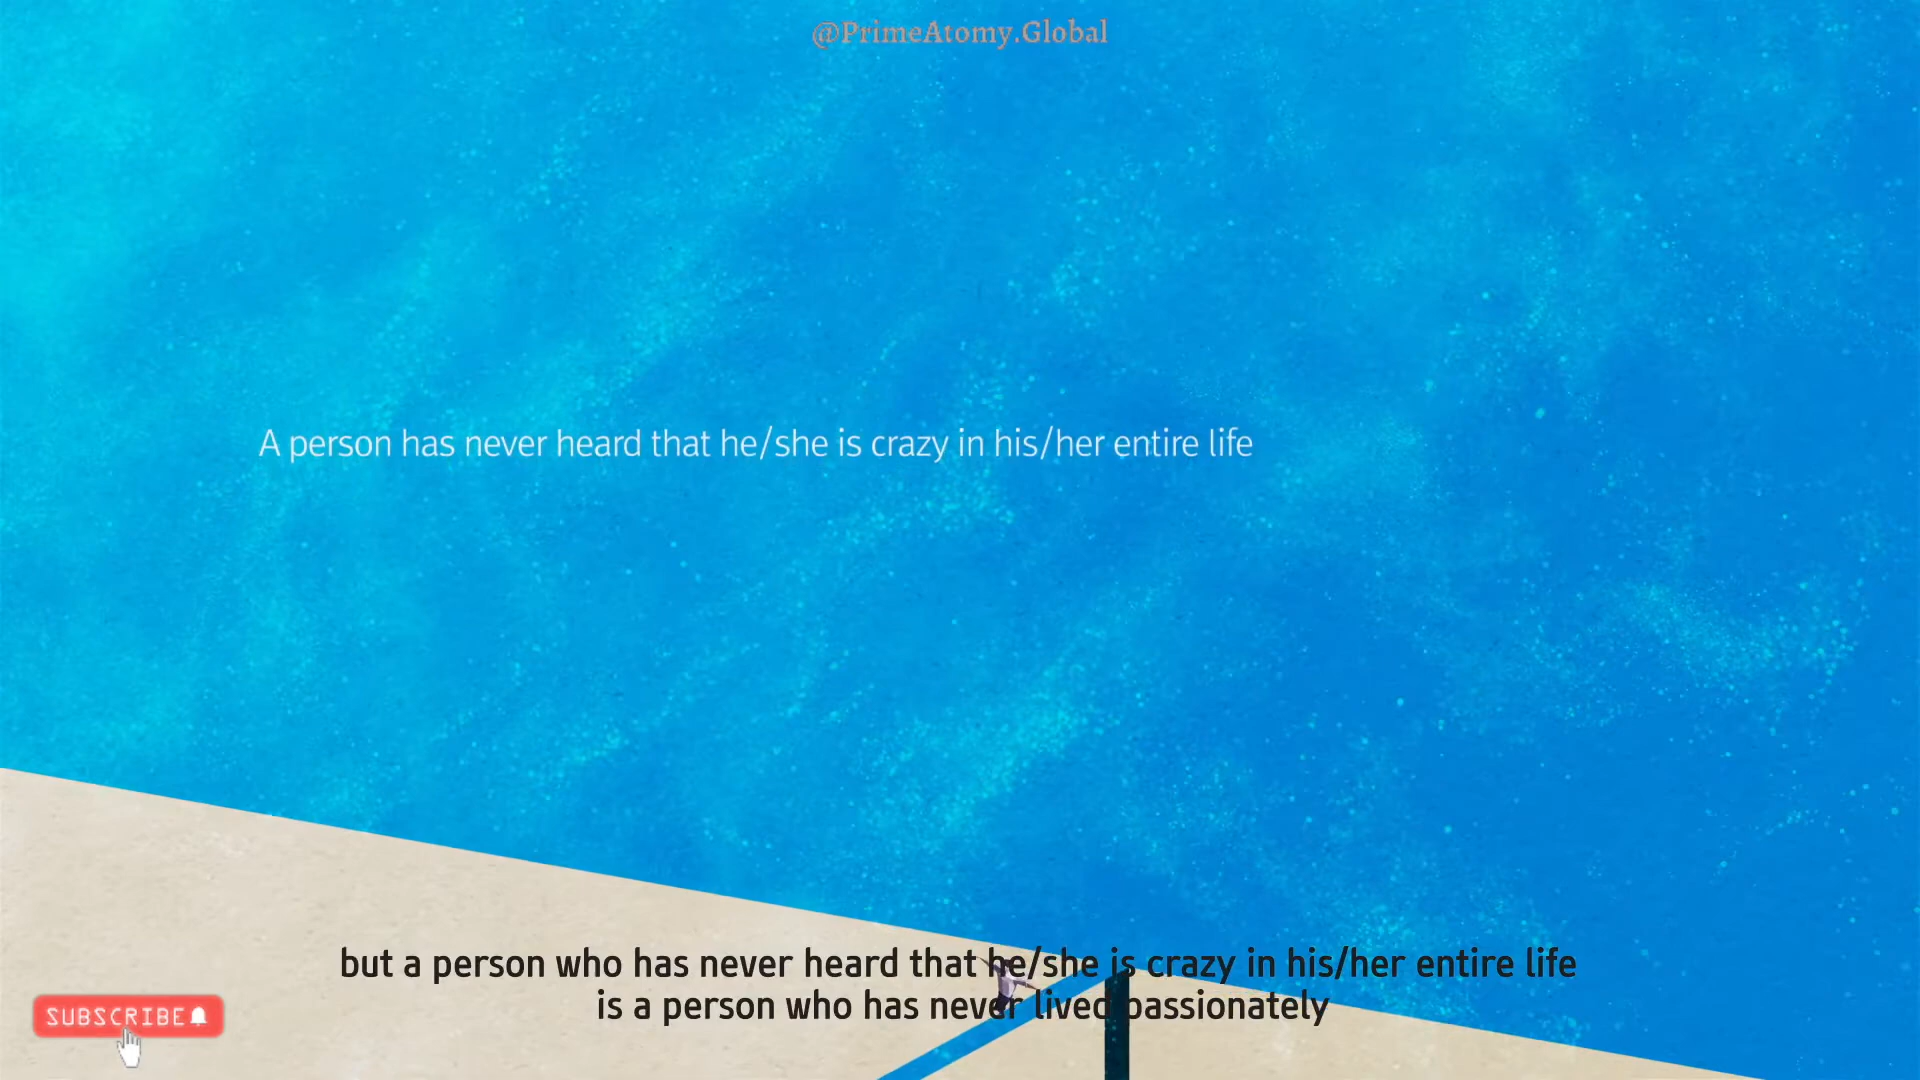 @PrimeAtomy.Global
A person has never heard that he/she is crazy in his/her entire life
but a person who has never heard that he/she is crazy in his/her entire life
is a person who has never lived passionately
SUBSCRIBE